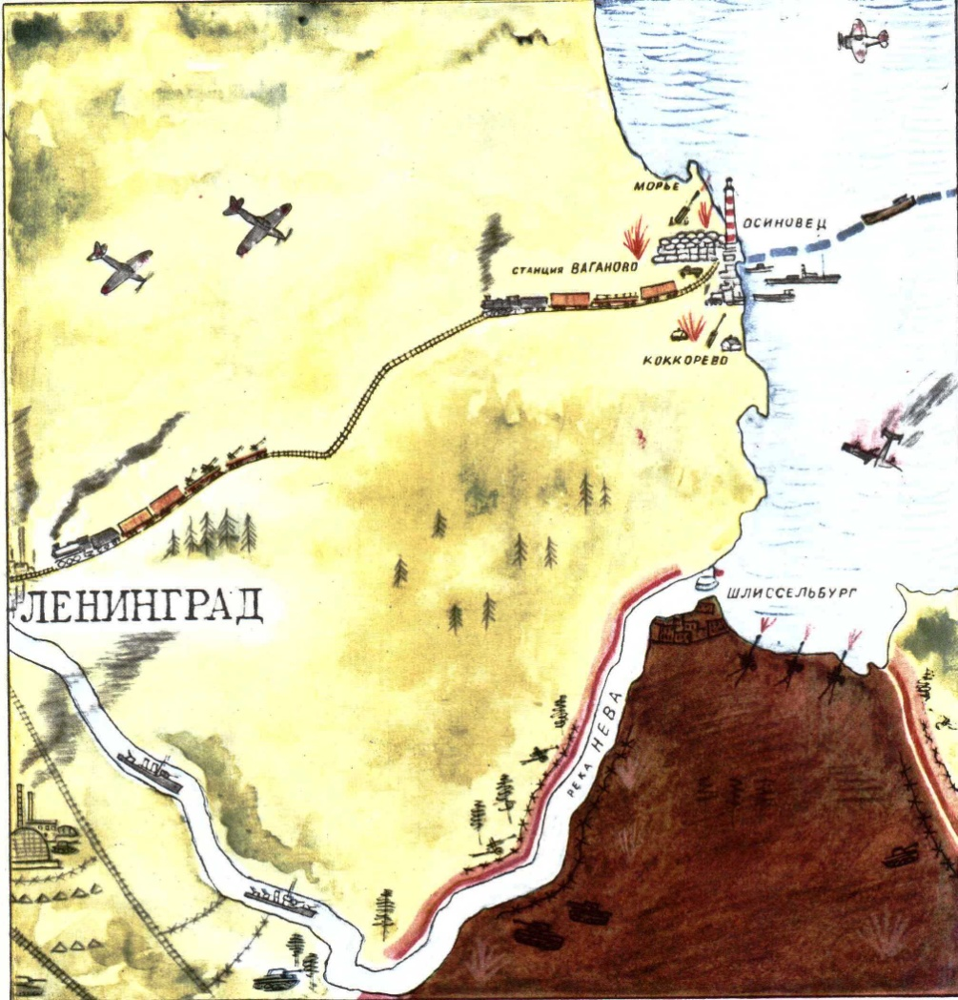 МОРЬЕ
ОСИНОВЕЦ
СТАНЦИЯ ВАГАНОВО
КОККОРЕВО
ЛЕНИНГРАД
ШЛИССЕЛЬБУРГ
РЕКА НЕВА